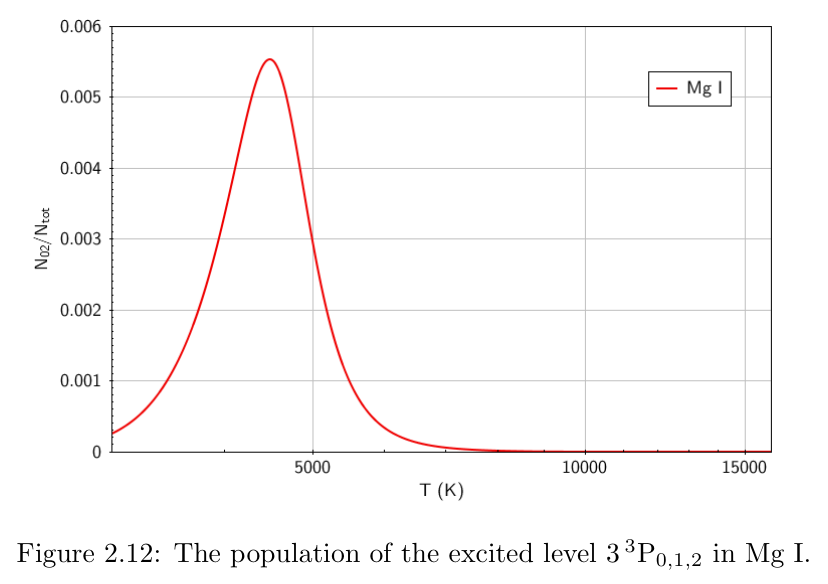 0.006
Mg I
0.005
0.004
0.003
N₀₂/Nₜₒₜ
0.002
0.001
0
5000
10000
15000
T (K)
Figure 2.12: The population of the excited level 3 ³P₀,₁,₂ in Mg I.